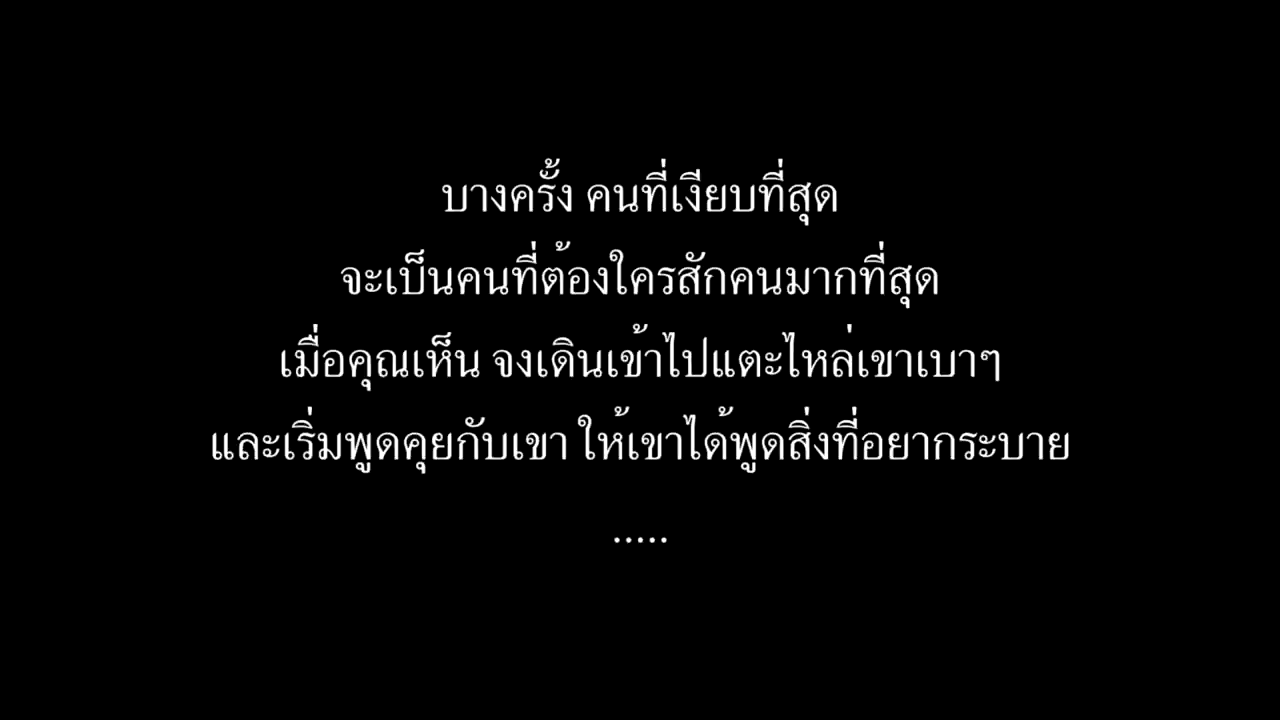 บางครั้ง คนที่เงียบที่สุด
จะเป็นคนที่ต้องใครสักคนมากที่สุด
เมื่อคุณเห็น จงเดินเข้าไปแตะไหล่เขาเบาๆ
และเริ่มพูดคุยกับเขา ให้เขาได้พูดสิ่งที่อยากระบาย
.....